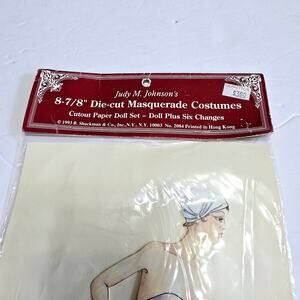 Judy M. Johnson's
8-7/8" Die-cut Masquerade Costumes
Cutout Paper Doll Set – Doll Plus Six Changes
© 1993 B. Shackman & Co., Inc., N.Y., N.Y. 10003 No. 2084 Printed in Hong Kong